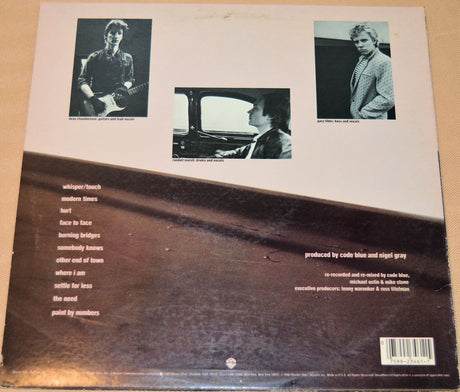 dean chamberlain: guitars and lead vocals
gary tibbs: bass and vocals
randall marsh: drums and vocals
whisper/touch
modern times
hurt
face to face
burning bridges
somebody knows
other end of town
where i am
settle for less
the need
paint by numbers
produced by code blue and nigel gray
re-recorded and re-mixed by code blue,
michael ostin & mike stone
executive producers: lenny waronker & russ titelman